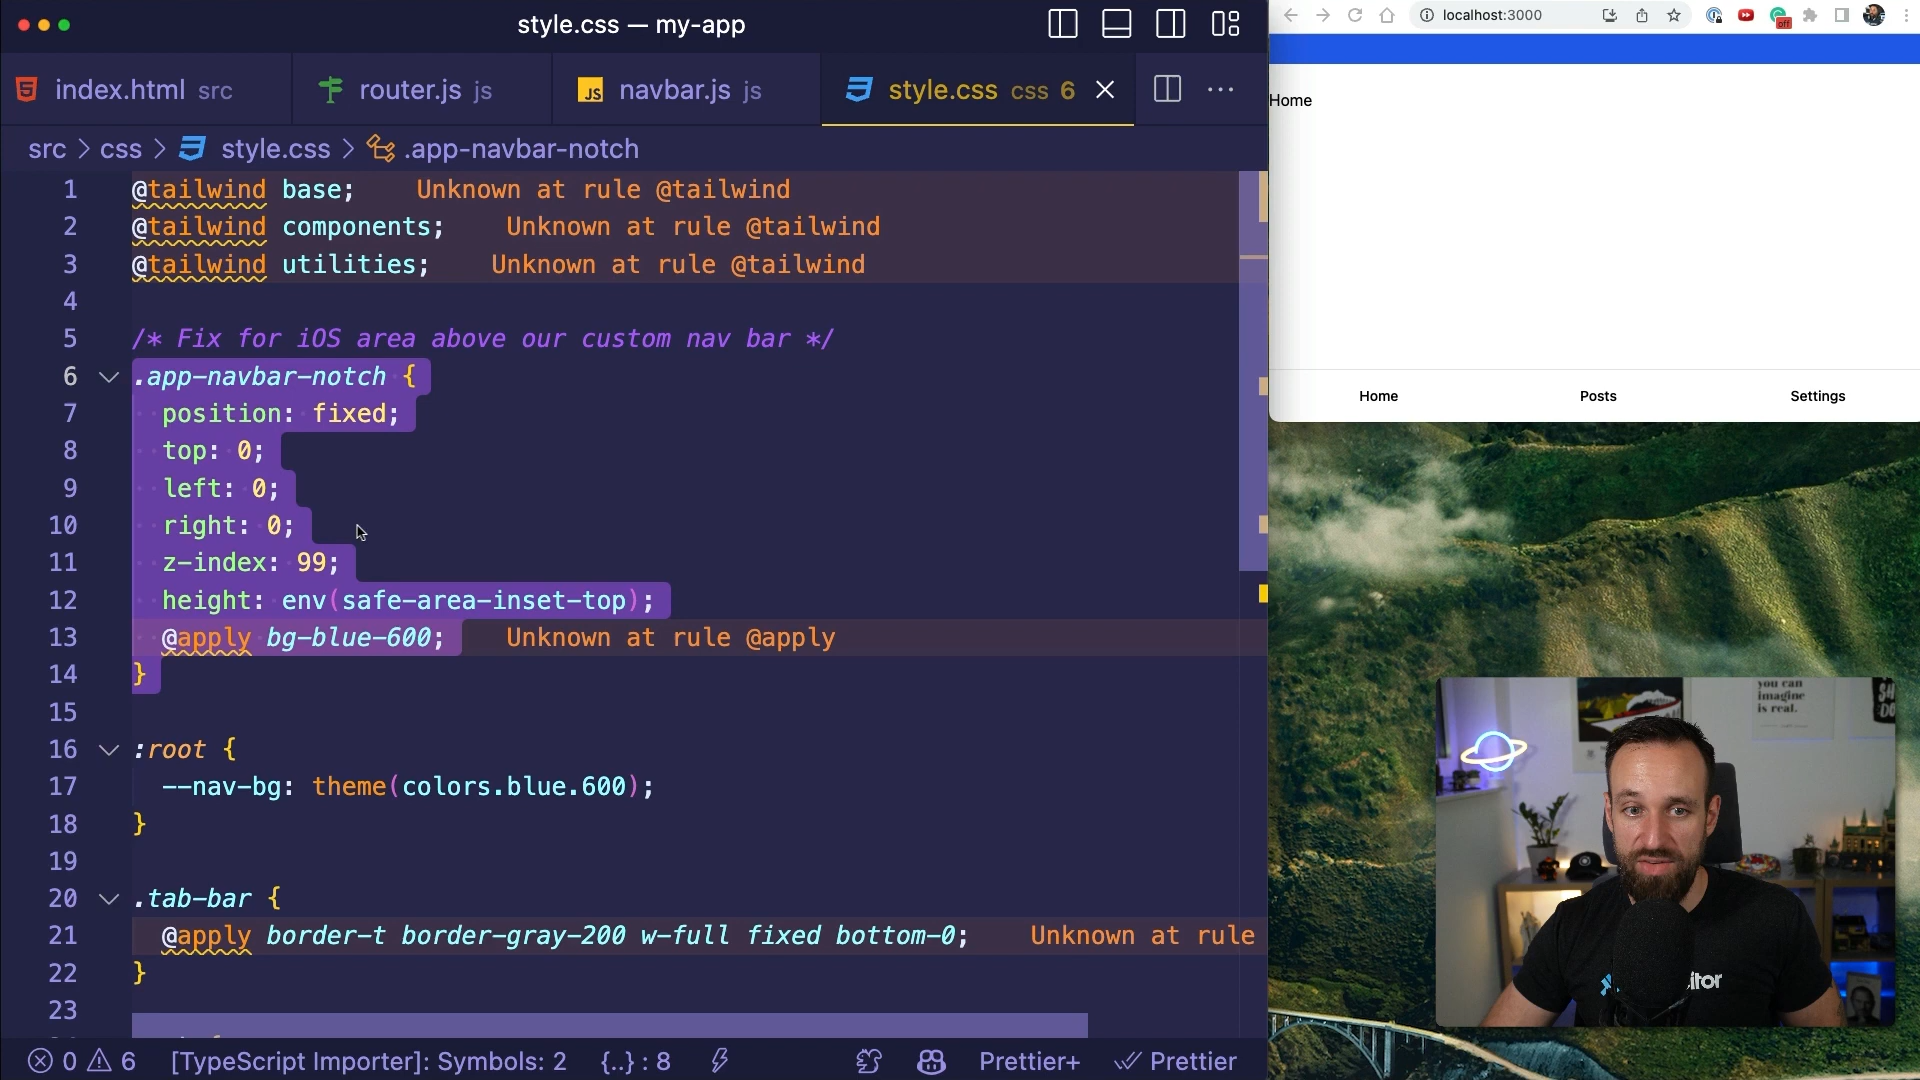 style.css — my-app
index.html src
router.js js
JS navbar.js js
style.css css 6
src > css > style.css > .app-navbar-notch
1 @tailwind base; Unknown at rule @tailwind
2 @tailwind components; Unknown at rule @tailwind
3 @tailwind utilities; Unknown at rule @tailwind
4
5 /* Fix for iOS area above our custom nav bar */
6 .app-navbar-notch {
7 position: fixed;
8 top: 0;
9 left: 0;
10 right: 0;
11 z-index: 99;
12 height: env(safe-area-inset-top);
13 @apply bg-blue-600; Unknown at rule @apply
14 }
15
16 :root {
17 --nav-bg: theme(colors.blue.600);
18 }
19
20 .tab-bar {
21 @apply border-t border-gray-200 w-full fixed bottom-0; Unknown at rule
22 }
23
0 6 [TypeScript Importer]: Symbols: 2 {..} : 8 Prettier+ Prettier
localhost:3000
off
Home
Home Posts Settings
you can
imagine
is real.
itor